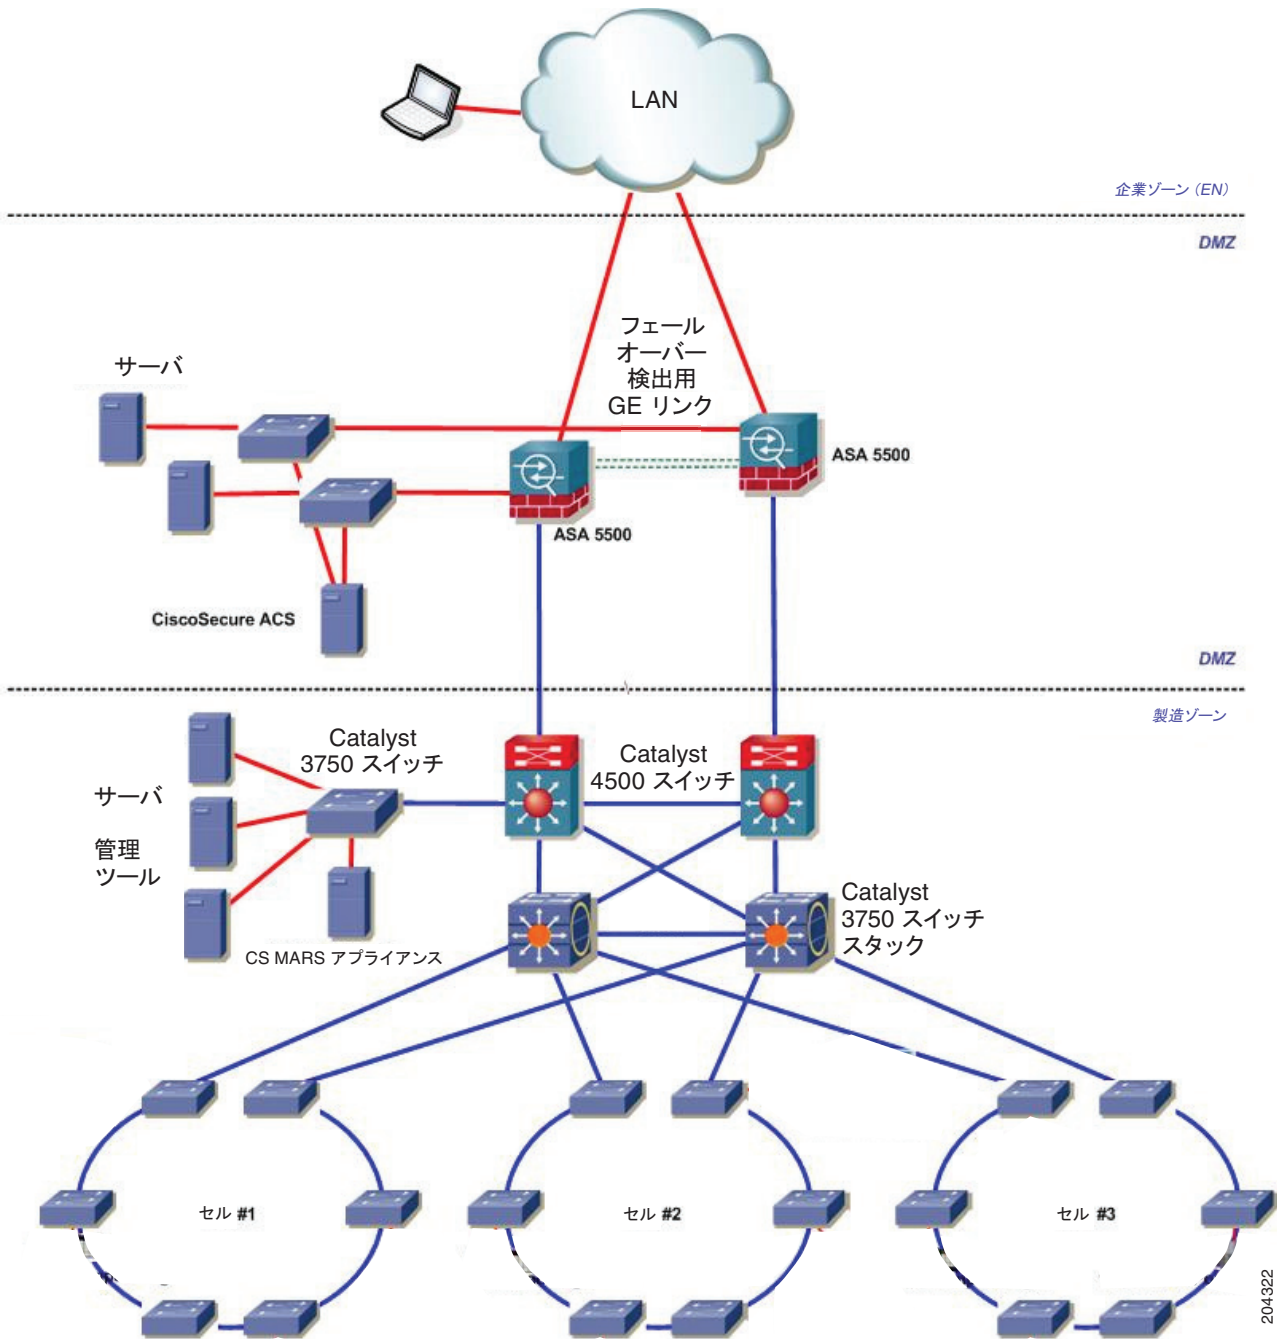 LAN
企業ゾーン (EN)
DMZ
フェール
オーバー
検出用
GE リンク
サーバ
ASA 5500
ASA 5500
CiscoSecure ACS
DMZ
製造ゾーン
Catalyst
3750 スイッチ
Catalyst
4500 スイッチ
サーバ
管理
ツール
Catalyst
3750 スイッチ
スタック
CS MARS アプライアンス
セル #1
セル #2
セル #3
204322